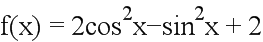 f(x) = 2cos²x−sin²x + 2